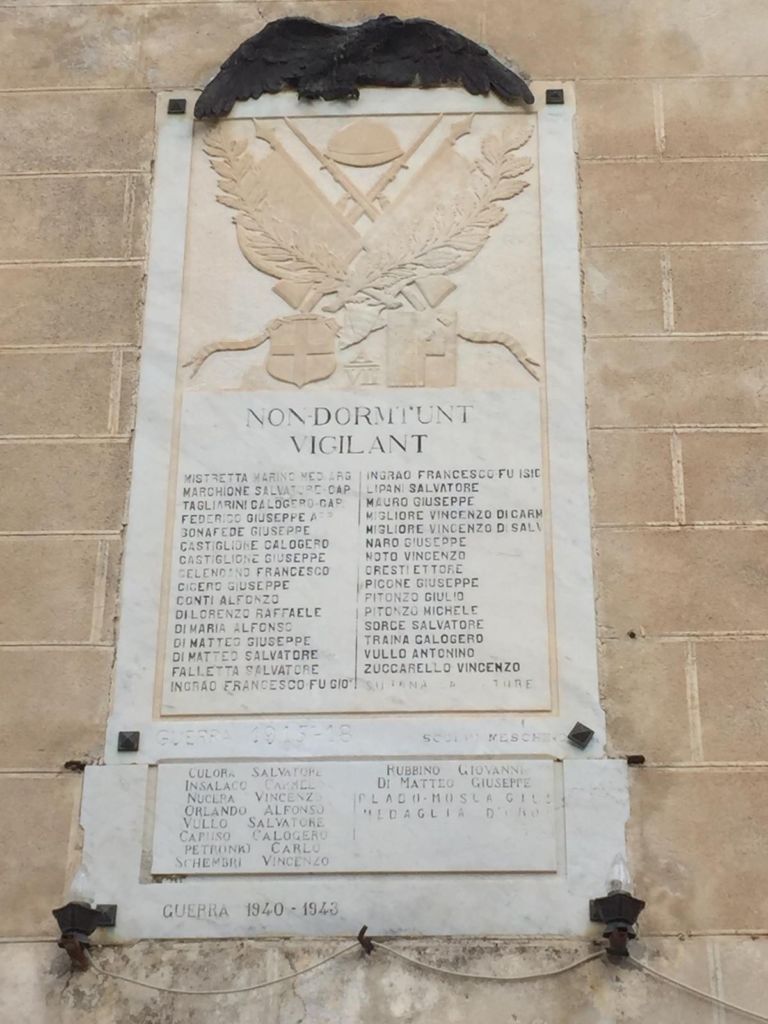 A
VII
NON-DORMIUNT
VIGILANT
MISTRETTA MARINO MED. ARG
MARCHIONE SALVATORE-CAP
TAGLIARINI CALOGERO-CAP
FEDERICO GIUSEPPE
BONAFEDE GIUSEPPE
CASTIGLIONE CALOGERO
CASTIGLIONE GIUSEPPE
CELENDANO FRANCESCO
CICERO GIUSEPPE
CONTI ALFONZO
DI LORENZO RAFFAELE
DI MARIA ALFONSO
DI MATTEO GIUSEPPE
DI MATTEO SALVATORE
FALLETTA SALVATORE
INGRAO FRANCESCO FU GIO
INGRAO FRANCESCO FU ISID
LIPANI SALVATORE
MAURO GIUSEPPE
MIGLIORE VINCENZO DI CARM
MIGLIORE VINCENZO DI SALV
NARO GIUSEPPE
NOTO VINCENZO
ORESTI ETTORE
PICONE GIUSEPPE
PITONZO GIULIO
PITONZO MICHELE
SORCE SALVATORE
TRAINA CALOGERO
VULLO ANTONINO
ZUCCARELLO VINCENZO
GUERRA 1915-18
CULORA SALVATORE
INSALACO CARMELO
NUCERA VINCENZO
ORLANDO ALFONSO
VULLO SALVATORE
CARUSO CALOGERO
PETRONIO CARLO
SCHEMBRI VINCENZO
RUBBINO GIOVANNI
DI MATTEO GIUSEPPE
MEDAGLIA D'ORO
GUERRA 1940-1943